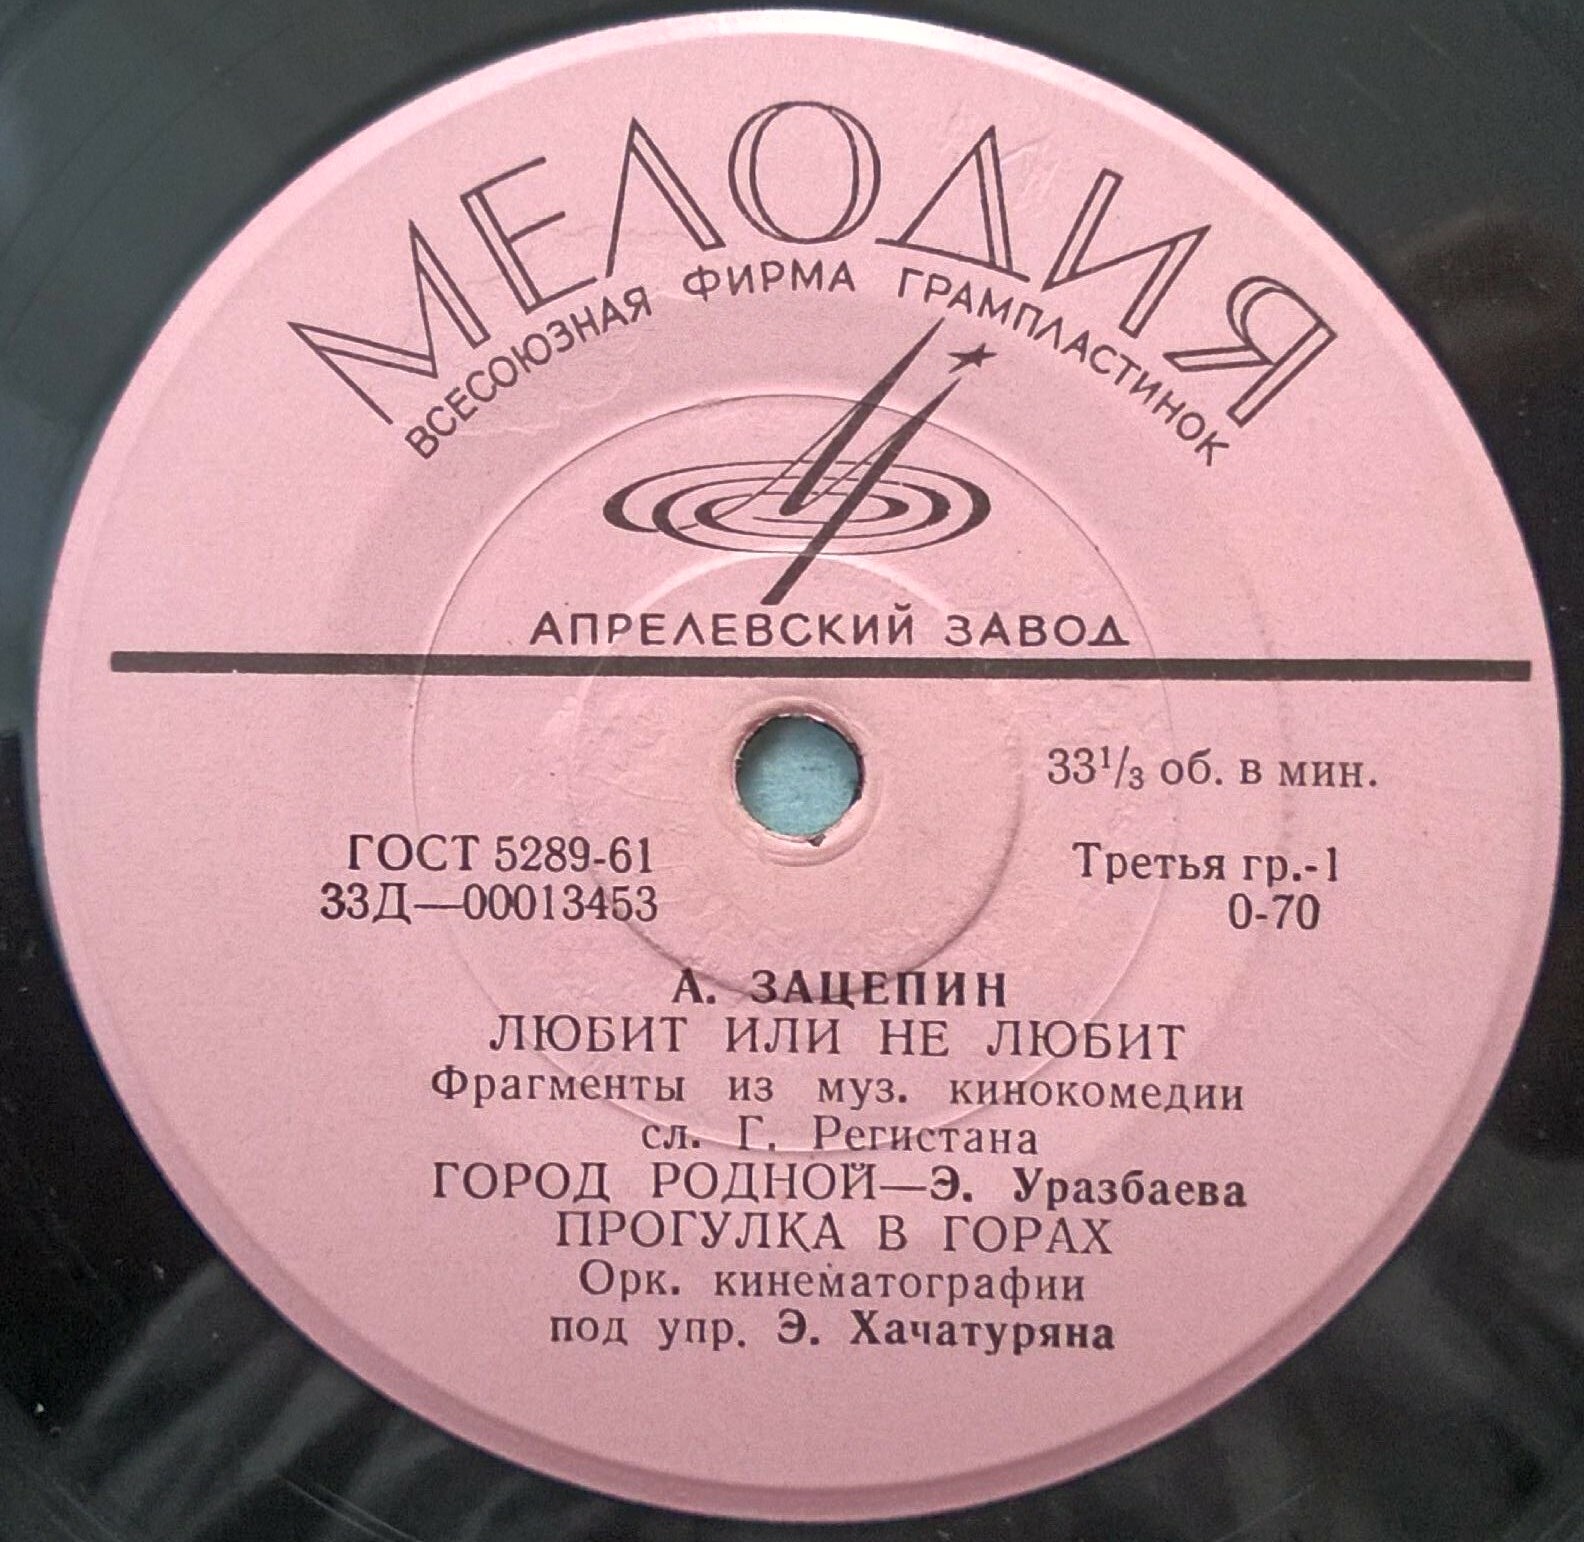 МЕЛОДИЯ
ВСЕСОЮЗНАЯ ФИРМА ГРАМПЛАСТИНОК
АПРЕЛЕВСКИЙ ЗАВОД
33¹/₃ об. в мин.
ГОСТ 5289-61
33Д—00013453
Третья гр.-1
0-70
А. ЗАЦЕПИН
ЛЮБИТ ИЛИ НЕ ЛЮБИТ
Фрагменты из муз. кинокомедии
сл. Г. Регистана
ГОРОД РОДНОЙ—Э. Уразбаева
ПРОГУЛКА В ГОРАХ
Орк. кинематографии
под упр. Э. Хачатуряна